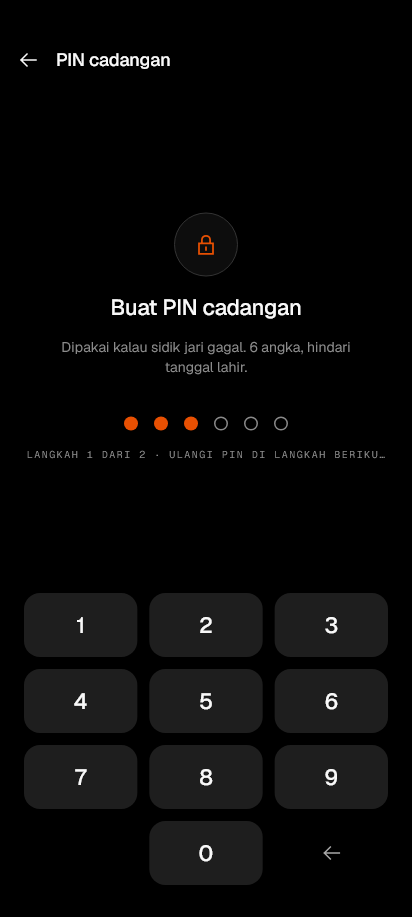 PIN cadangan
Buat PIN cadangan
Dipakai kalau sidik jari gagal. 6 angka, hindari
tanggal lahir.
LANGKAH 1 DARI 2 · ULANGI PIN DI LANGKAH BERIKU…
1 2 3
4 5 6
7 8 9
0